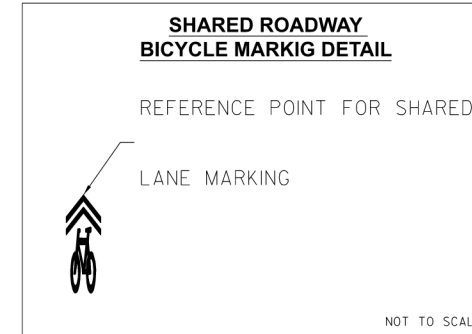 SHARED ROADWAY
BICYCLE MARKIG DETAIL
REFERENCE POINT FOR SHARED
LANE MARKING
NOT TO SCAL